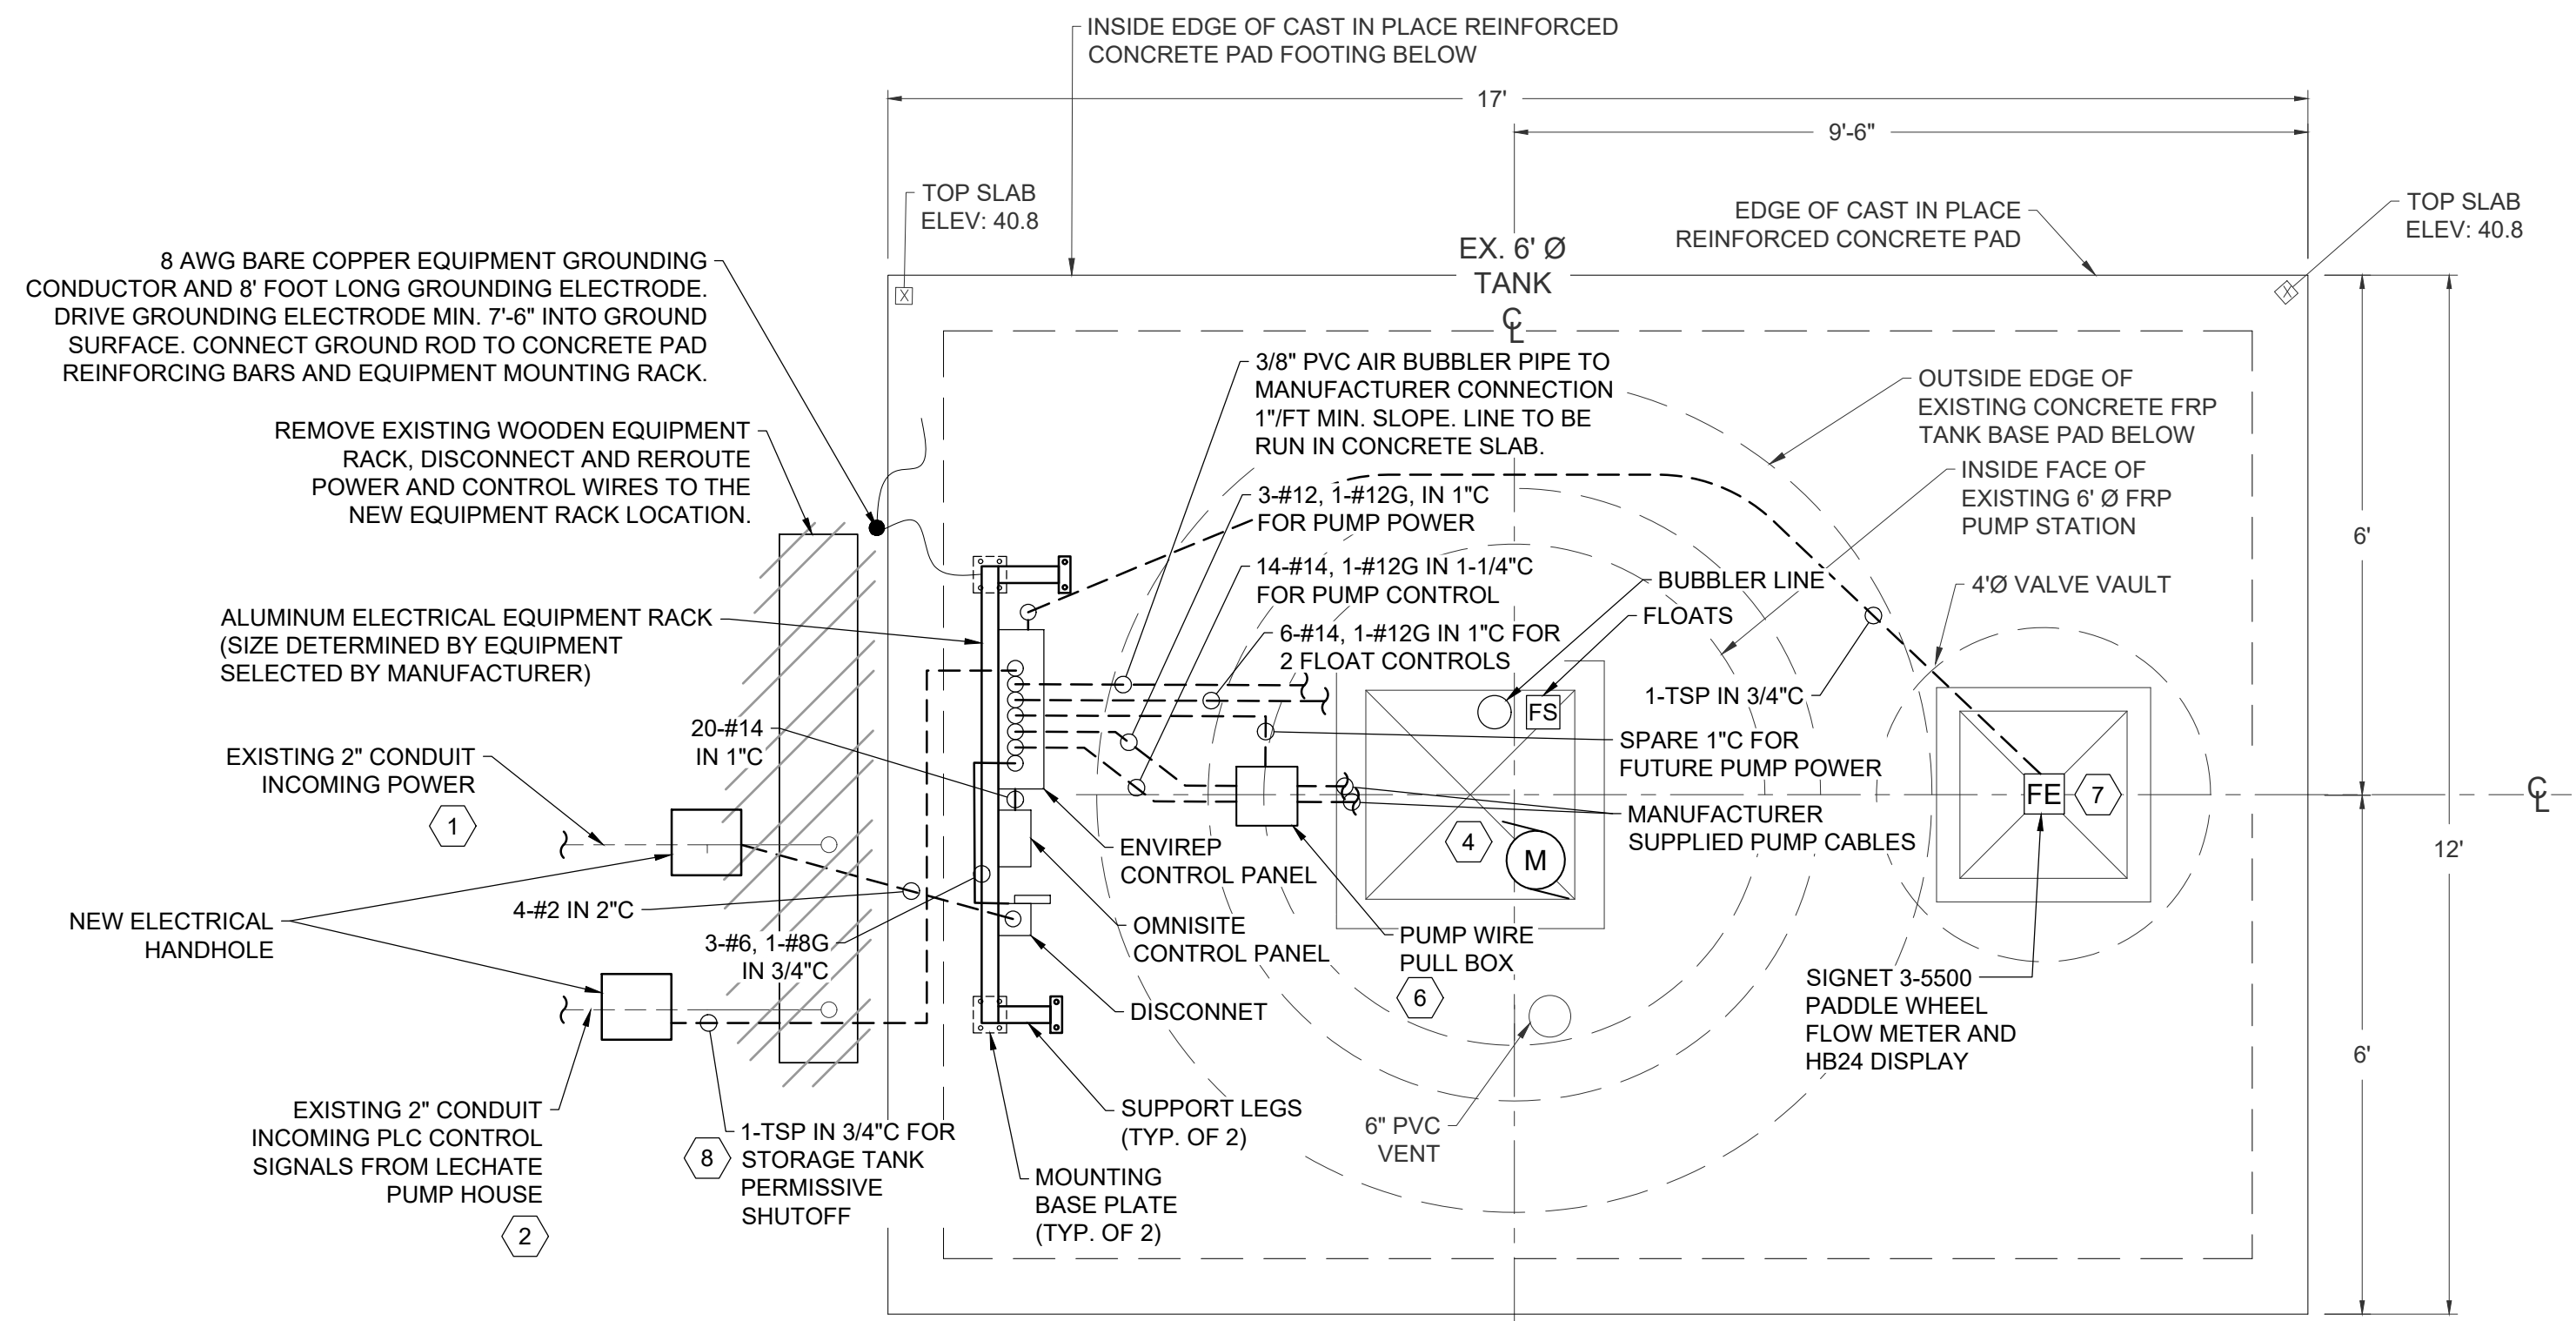 INSIDE EDGE OF CAST IN PLACE REINFORCED
CONCRETE PAD FOOTING BELOW
17'
9'-6"
TOP SLAB
ELEV: 40.8
EDGE OF CAST IN PLACE
REINFORCED CONCRETE PAD
TOP SLAB
ELEV: 40.8
EX. 6' Ø
TANK
CL
X
X
8 AWG BARE COPPER EQUIPMENT GROUNDING
CONDUCTOR AND 8' FOOT LONG GROUNDING ELECTRODE.
DRIVE GROUNDING ELECTRODE MIN. 7'-6" INTO GROUND
SURFACE. CONNECT GROUND ROD TO CONCRETE PAD
REINFORCING BARS AND EQUIPMENT MOUNTING RACK.
3/8" PVC AIR BUBBLER PIPE TO
MANUFACTURER CONNECTION
1"/FT MIN. SLOPE. LINE TO BE
RUN IN CONCRETE SLAB.
OUTSIDE EDGE OF
EXISTING CONCRETE FRP
TANK BASE PAD BELOW
REMOVE EXISTING WOODEN EQUIPMENT
RACK, DISCONNECT AND REROUTE
POWER AND CONTROL WIRES TO THE
NEW EQUIPMENT RACK LOCATION.
INSIDE FACE OF
EXISTING 6' Ø FRP
PUMP STATION
3-#12, 1-#12G, IN 1"C
FOR PUMP POWER
6'
14-#14, 1-#12G IN 1-1/4"C
FOR PUMP CONTROL
BUBBLER LINE
4'Ø VALVE VAULT
FLOATS
ALUMINUM ELECTRICAL EQUIPMENT RACK
(SIZE DETERMINED BY EQUIPMENT
SELECTED BY MANUFACTURER)
6-#14, 1-#12G IN 1"C FOR
2 FLOAT CONTROLS
1-TSP IN 3/4"C
FS
20-#14
IN 1"C
SPARE 1"C FOR
FUTURE PUMP POWER
EXISTING 2" CONDUIT
INCOMING POWER
1
FE
7
CL
MANUFACTURER
SUPPLIED PUMP CABLES
4
M
ENVIREP
CONTROL PANEL
12'
NEW ELECTRICAL
HANDHOLE
4-#2 IN 2"C
3-#6, 1-#8G
IN 3/4"C
OMNISITE
CONTROL PANEL
PUMP WIRE
PULL BOX
6
DISCONNET
SIGNET 3-5500
PADDLE WHEEL
FLOW METER AND
HB24 DISPLAY
6'
EXISTING 2" CONDUIT
INCOMING PLC CONTROL
SIGNALS FROM LECHATE
PUMP HOUSE
2
8
1-TSP IN 3/4"C FOR
STORAGE TANK
PERMISSIVE
SHUTOFF
SUPPORT LEGS
(TYP. OF 2)
MOUNTING
BASE PLATE
(TYP. OF 2)
6" PVC
VENT